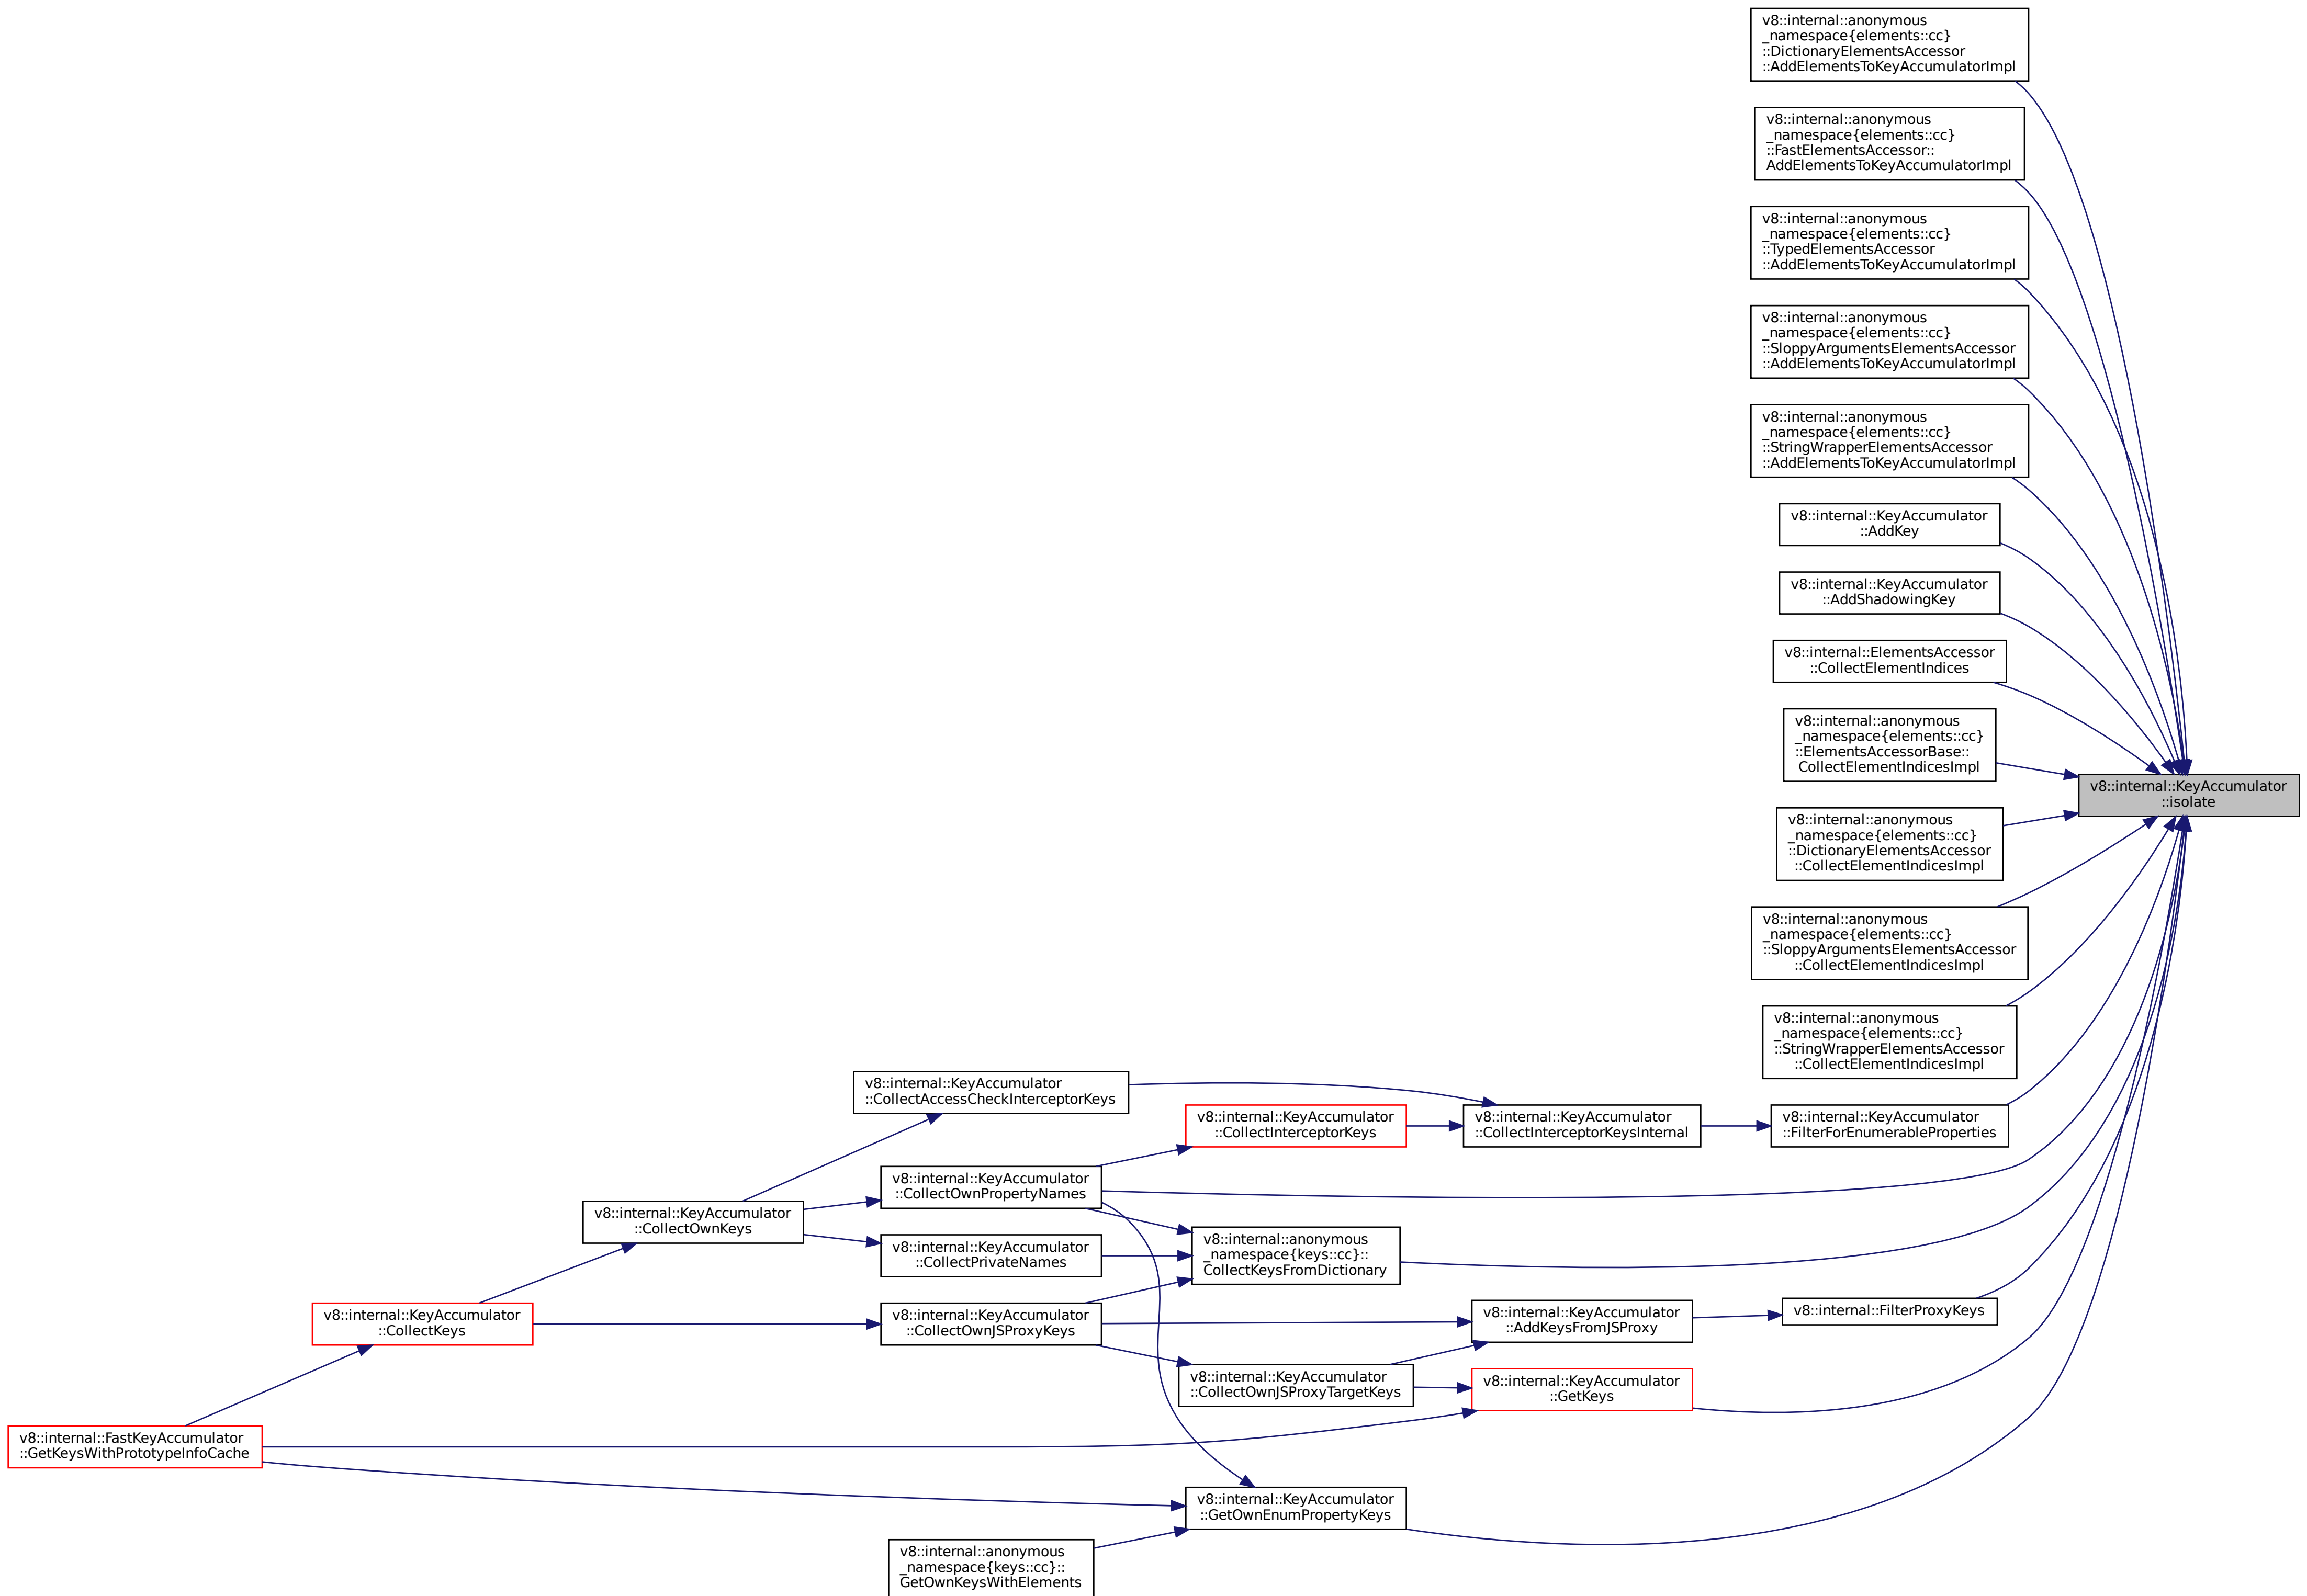 v8::internal::anonymous
_namespace{elements::cc}
::DictionaryElementsAccessor
::AddElementsToKeyAccumulatorImpl
v8::internal::anonymous
_namespace{elements::cc}
::FastElementsAccessor::
AddElementsToKeyAccumulatorImpl
v8::internal::anonymous
_namespace{elements::cc}
::TypedElementsAccessor
::AddElementsToKeyAccumulatorImpl
v8::internal::anonymous
_namespace{elements::cc}
::SloppyArgumentsElementsAccessor
::AddElementsToKeyAccumulatorImpl
v8::internal::anonymous
_namespace{elements::cc}
::StringWrapperElementsAccessor
::AddElementsToKeyAccumulatorImpl
v8::internal::KeyAccumulator
::AddKey
v8::internal::KeyAccumulator
::AddShadowingKey
v8::internal::ElementsAccessor
::CollectElementIndices
v8::internal::anonymous
_namespace{elements::cc}
::ElementsAccessorBase::
CollectElementIndicesImpl
v8::internal::KeyAccumulator
::isolate
v8::internal::anonymous
_namespace{elements::cc}
::DictionaryElementsAccessor
::CollectElementIndicesImpl
v8::internal::anonymous
_namespace{elements::cc}
::SloppyArgumentsElementsAccessor
::CollectElementIndicesImpl
v8::internal::anonymous
_namespace{elements::cc}
::StringWrapperElementsAccessor
::CollectElementIndicesImpl
v8::internal::KeyAccumulator
::CollectAccessCheckInterceptorKeys
v8::internal::KeyAccumulator
::CollectInterceptorKeys
v8::internal::KeyAccumulator
::CollectInterceptorKeysInternal
v8::internal::KeyAccumulator
::FilterForEnumerableProperties
v8::internal::KeyAccumulator
::CollectOwnPropertyNames
v8::internal::KeyAccumulator
::CollectOwnKeys
v8::internal::KeyAccumulator
::CollectPrivateNames
v8::internal::anonymous
_namespace{keys::cc}::
CollectKeysFromDictionary
v8::internal::KeyAccumulator
::CollectKeys
v8::internal::KeyAccumulator
::CollectOwnJSProxyKeys
v8::internal::KeyAccumulator
::AddKeysFromJSProxy
v8::internal::FilterProxyKeys
v8::internal::KeyAccumulator
::CollectOwnJSProxyTargetKeys
v8::internal::KeyAccumulator
::GetKeys
v8::internal::FastKeyAccumulator
::GetKeysWithPrototypeInfoCache
v8::internal::KeyAccumulator
::GetOwnEnumPropertyKeys
v8::internal::anonymous
_namespace{keys::cc}::
GetOwnKeysWithElements